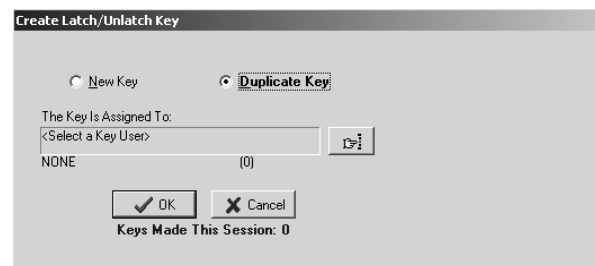 Create Latch/Unlatch Key
New Key Duplicate Key
The Key Is Assigned To:
<Select a Key User>
NONE (0)
OK Cancel
Keys Made This Session: 0